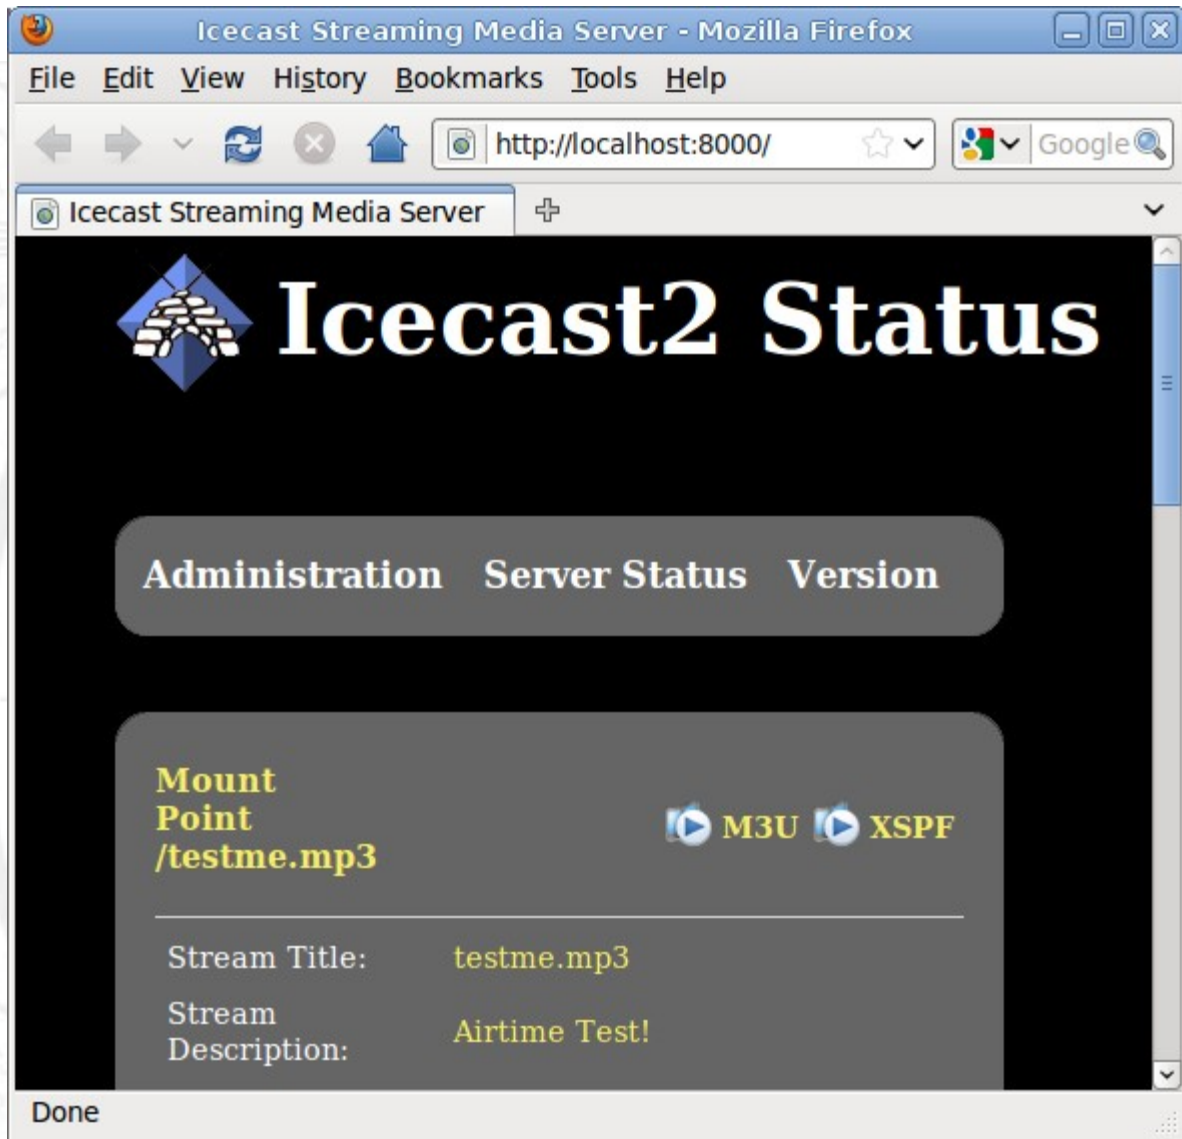 Icecast Streaming Media Server - Mozilla Firefox
File Edit View History Bookmarks Tools Help
http://localhost:8000/ Google
Icecast Streaming Media Server
Icecast2 Status
Administration Server Status Version
Mount
Point
/testme.mp3
M3U XSPF
Stream Title: testme.mp3
Stream
Description:
Airtime Test!
Done